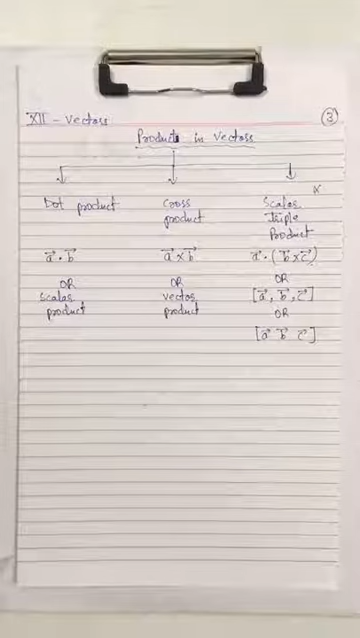 XII - Vectors
3
Products in Vectors
x
Dot product
a⃗ · b⃗
OR
scalar
product
Cross
product
a⃗ × b⃗
OR
vector
product
Scalar
Triple
Product
a⃗ · (b⃗ × c⃗)
OR
[a⃗, b⃗, c⃗]
OR
[a⃗ b⃗ c⃗]